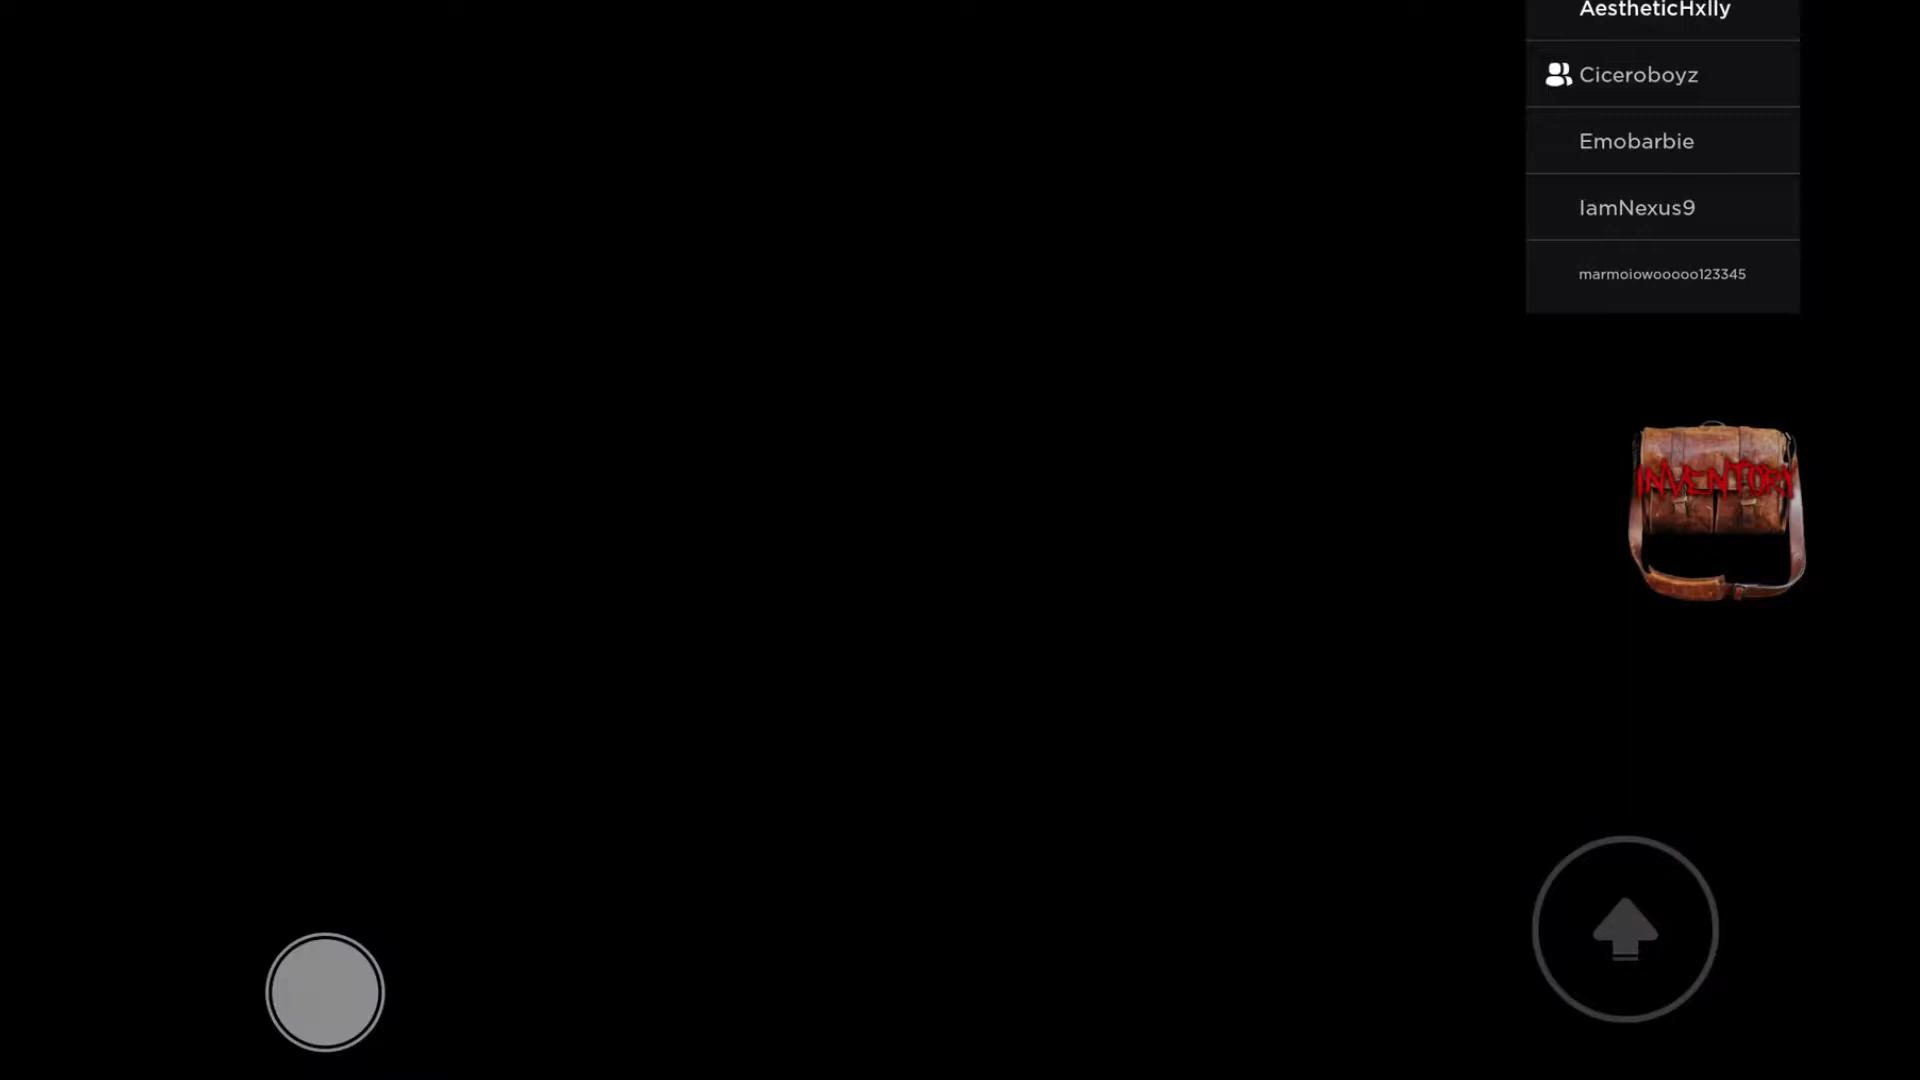 AestheticHxlly
Ciceroboyz
Emobarbie
IamNexus9
marmoiowooooo123345
INVENTORY